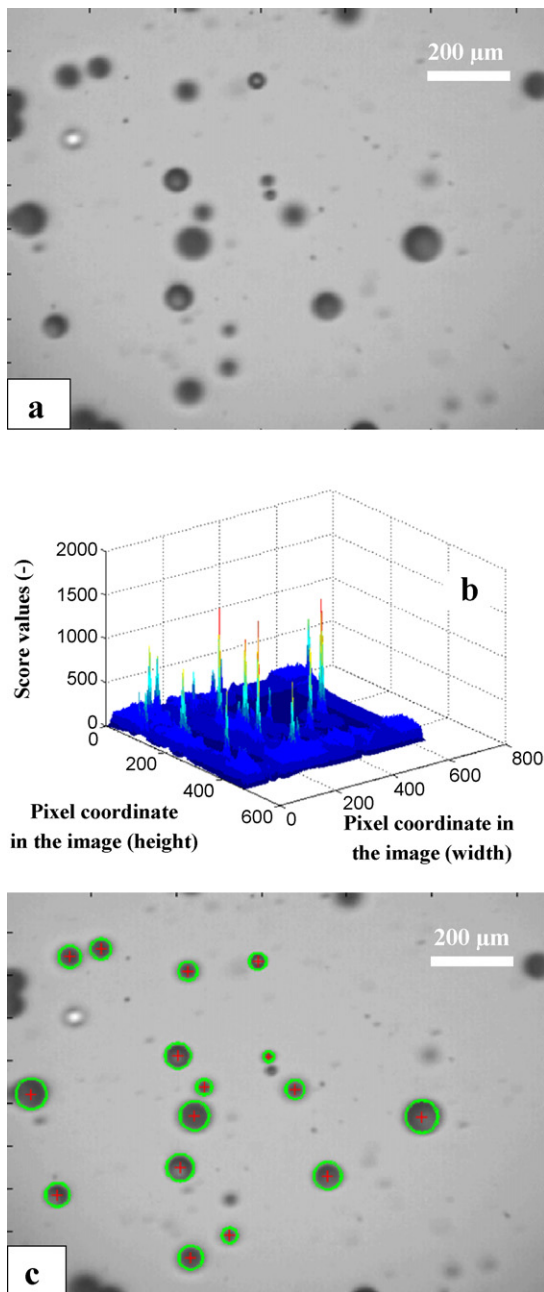 200 µm
a
2000
1500
1000
500
0
Score values (-)
b
0
200
400
600
0
200
400
600
800
Pixel coordinate
in the image (height)
Pixel coordinate in
the image (width)
200 µm
c